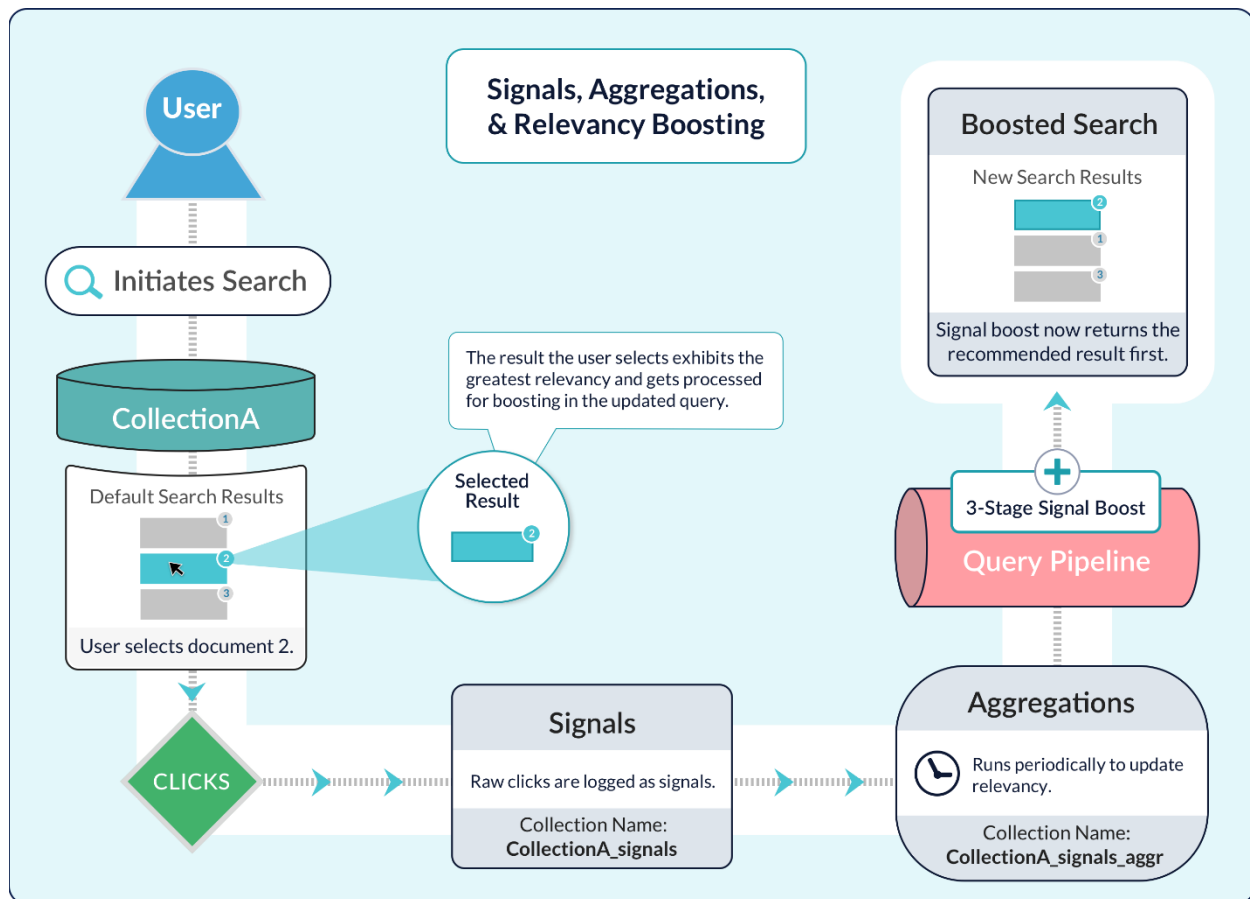 Signals, Aggregations,
& Relevancy Boosting
User
Initiates Search
CollectionA
Default Search Results
1
2
3
User selects document 2.
The result the user selects exhibits the
greatest relevancy and gets processed
for boosting in the updated query.
Selected
Result
2
CLICKS
Signals
Raw clicks are logged as signals.
Collection Name:
CollectionA_signals
Aggregations
Runs periodically to update
relevancy.
Collection Name:
CollectionA_signals_aggr
3-Stage Signal Boost
Query Pipeline
Boosted Search
New Search Results
2
1
3
Signal boost now returns the
recommended result first.